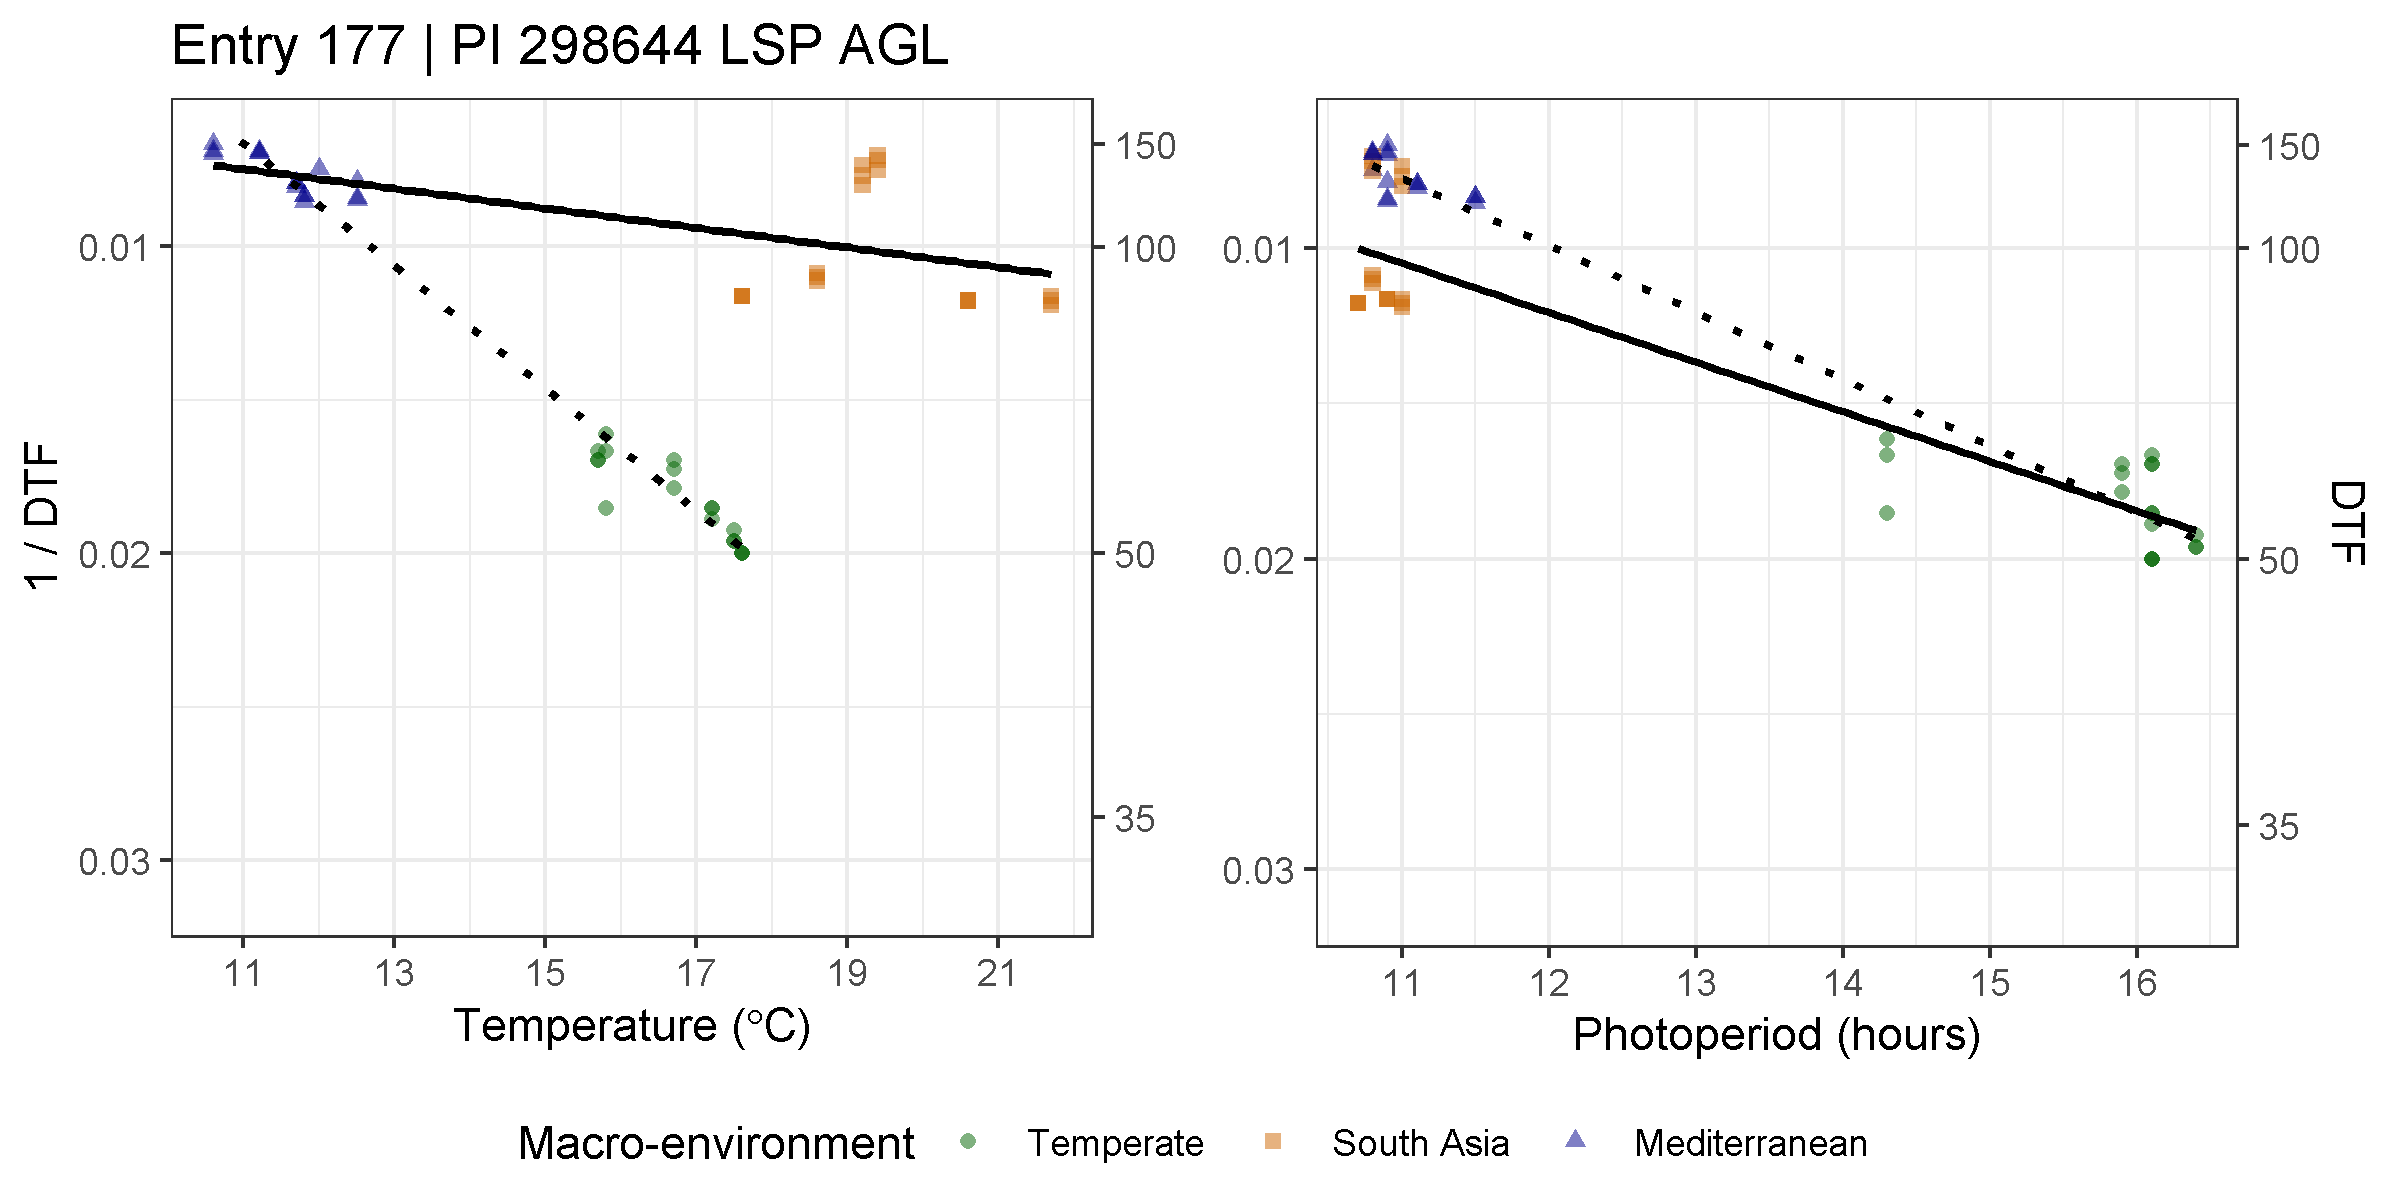 Entry 177 | PI 298644 LSP AGL
1 / DTF
0.01
0.02
0.03
150
100
50
35
11 13 15 17 19 21
Temperature (°C)
0.01
0.02
0.03
150
100
50
35
DTF
11 12 13 14 15 16
Photoperiod (hours)
Macro-environment Temperate South Asia Mediterranean